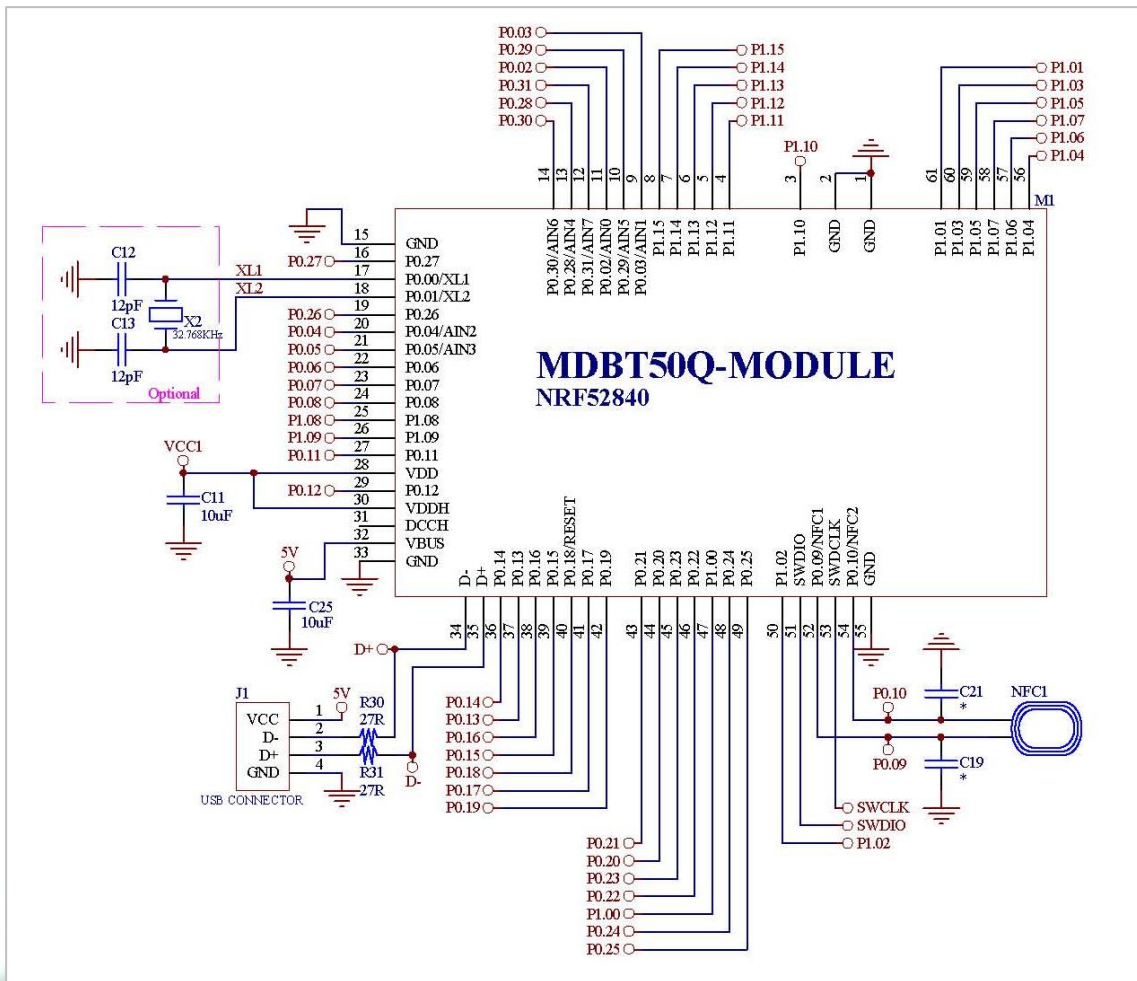 P0.03
P0.29
P0.02
P0.31
P0.28
P0.30
P1.15
P1.14
P1.13
P1.12
P1.11
P1.10
P1.01
P1.03
P1.05
P1.07
P1.06
P1.04
14 13 12 11 10 9 8 7 6 5 4 3 2 1 61 60 59 58 57 56
M1
P0.30/AIN6
P0.28/AIN4
P0.31/AIN7
P0.02/AIN0
P0.29/AIN5
P0.03/AIN1
P1.15
P1.14
P1.13
P1.12
P1.11
P1.10
GND
GND
P1.01
P1.03
P1.05
P1.07
P1.06
P1.04
15 GND
P0.27 16 P0.27
XL1 17 P0.00/XL1
XL2 18 P0.01/XL2
P0.26 19 P0.26
P0.04 20 P0.04/AIN2
P0.05 21 P0.05/AIN3
P0.06 22 P0.06
P0.07 23 P0.07
P0.08 24 P0.08
P1.08 25 P1.08
P1.09 26 P1.09
P0.11 27 P0.11
28 VDD
P0.12 29 P0.12
30 VDDH
31 DCCH
32 VBUS
33 GND
C12
12pF
C13
12pF
X2
32.768KHz
Optional
VCC1
C11
10uF
5V
C25
10uF
MDBT50Q-MODULE
NRF52840
D-
D+
P0.14
P0.13
P0.16
P0.15
P0.18/RESET
P0.17
P0.19
P0.21
P0.20
P0.23
P0.22
P1.00
P0.24
P0.25
P1.02
SWDIO
P0.09/NFC1
SWDCLK
P0.10/NFC2
GND
34 35 36 37 38 39 40 41 42 43 44 45 46 47 48 49 50 51 52 53 54 55
D+
J1
VCC 1
D- 2
D+ 3
GND 4
USB CONNECTOR
5V
R30
27R
R31
27R
D-
P0.14
P0.13
P0.16
P0.15
P0.18
P0.17
P0.19
P0.21
P0.20
P0.23
P0.22
P1.00
P0.24
P0.25
P0.10
P0.09
C21
*
C19
*
NFC1
SWCLK
SWDIO
P1.02